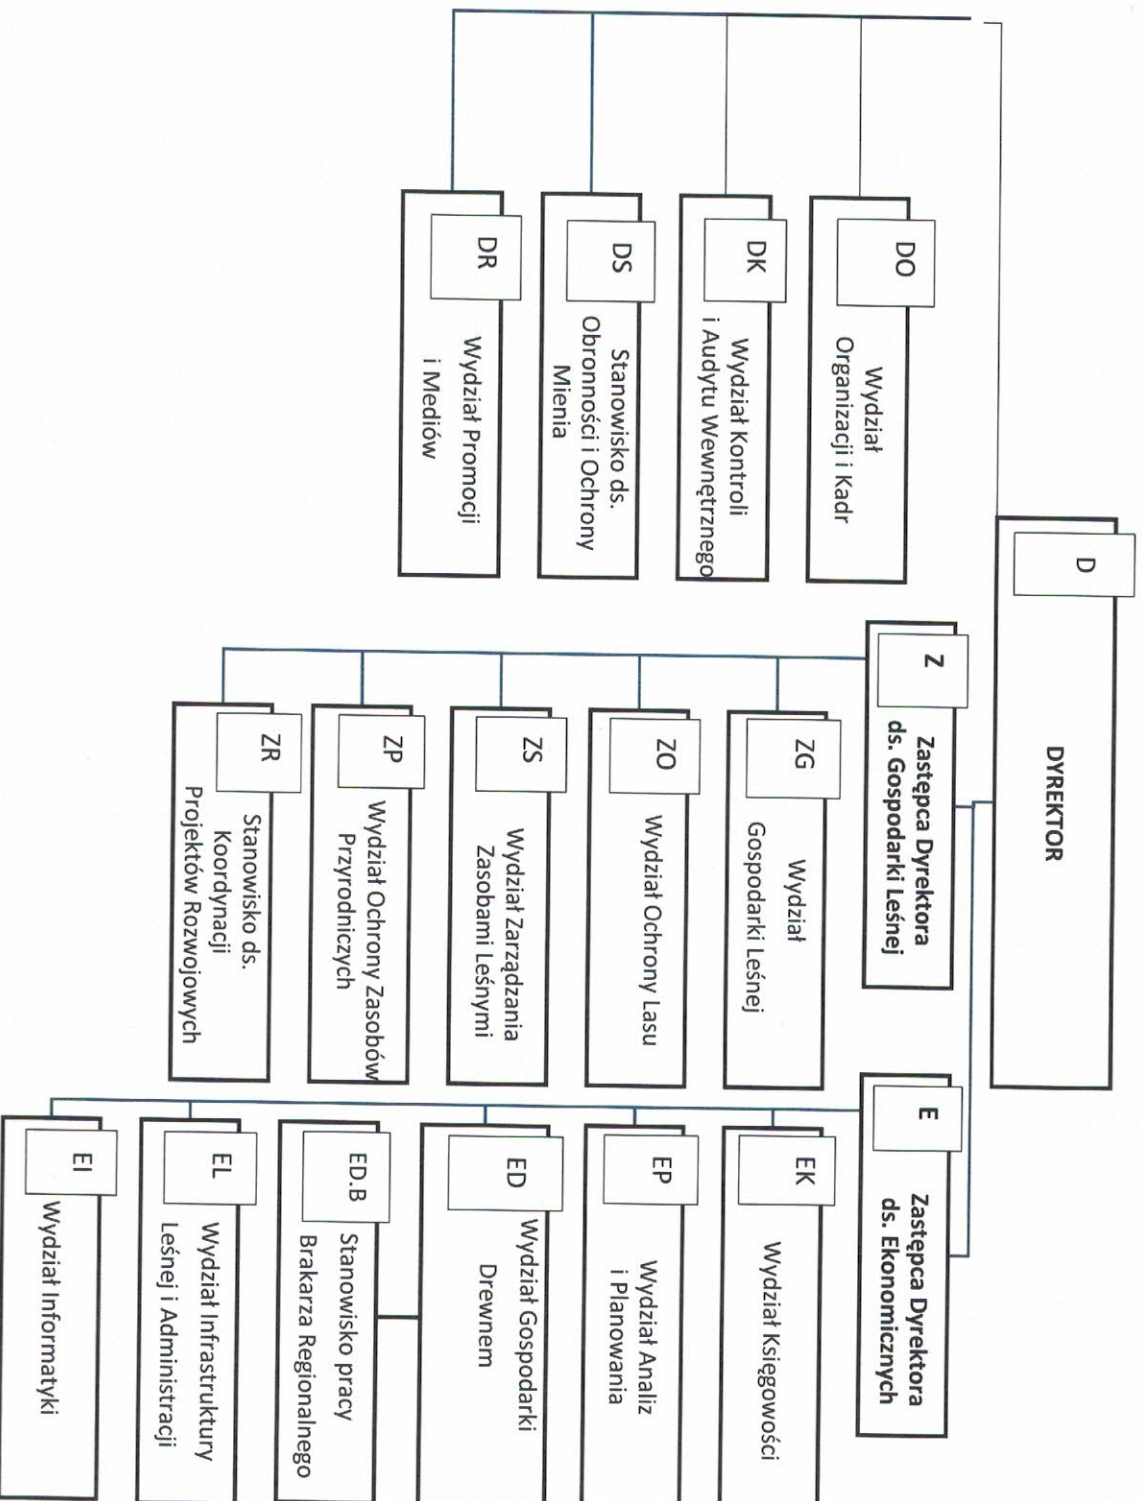 D
DYREKTOR
DO
Wydział
Organizacji i Kadr
DK
Wydział Kontroli
i Audytu Wewnętrznego
DS
Stanowisko ds.
Obronności i Ochrony
Mienia
DR
Wydział Promocji
i Mediów
Z
Zastępca Dyrektora
ds. Gospodarki Leśnej
ZG
Wydział
Gospodarki Leśnej
ZO
Wydział Ochrony Lasu
ZS
Wydział Zarządzania
Zasobami Leśnymi
ZP
Wydział Ochrony Zasobów
Przyrodniczych
ZR
Stanowisko ds.
Koordynacji
Projektów Rozwojowych
E
Zastępca Dyrektora
ds. Ekonomicznych
EK
Wydział Księgowości
EP
Wydział Analiz
i Planowania
ED
Wydział Gospodarki
Drewnem
ED.B
Stanowisko pracy
Brakarza Regionalnego
EL
Wydział Infrastruktury
Leśnej i Administracji
EI
Wydział Informatyki